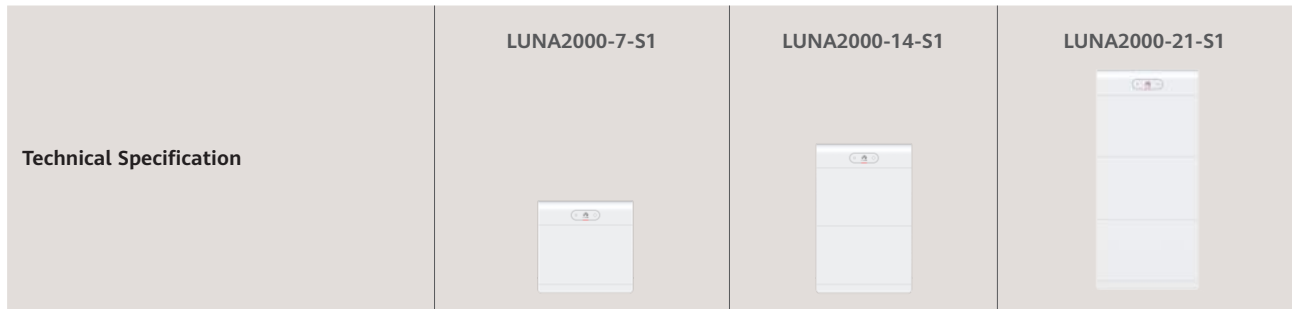 LUNA2000-7-S1
LUNA2000-14-S1
LUNA2000-21-S1
Technical Specification